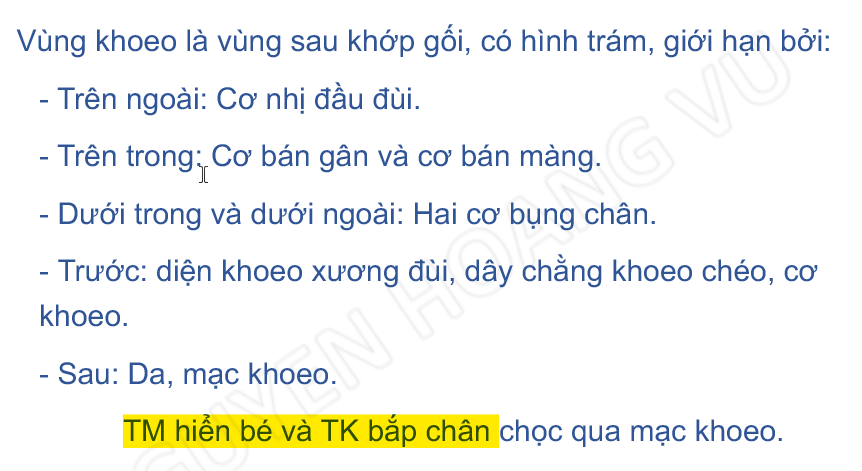 Vùng khoeo là vùng sau khớp gối, có hình trám, giới hạn bởi:
- Trên ngoài: Cơ nhị đầu đùi.
- Trên trong: Cơ bán gân và cơ bán màng.
- Dưới trong và dưới ngoài: Hai cơ bụng chân.
- Trước: diện khoeo xương đùi, dây chằng khoeo chéo, cơ
khoeo.
- Sau: Da, mạc khoeo.
TM hiển bé và TK bắp chân chọc qua mạc khoeo.
GUYEN HOANG VU